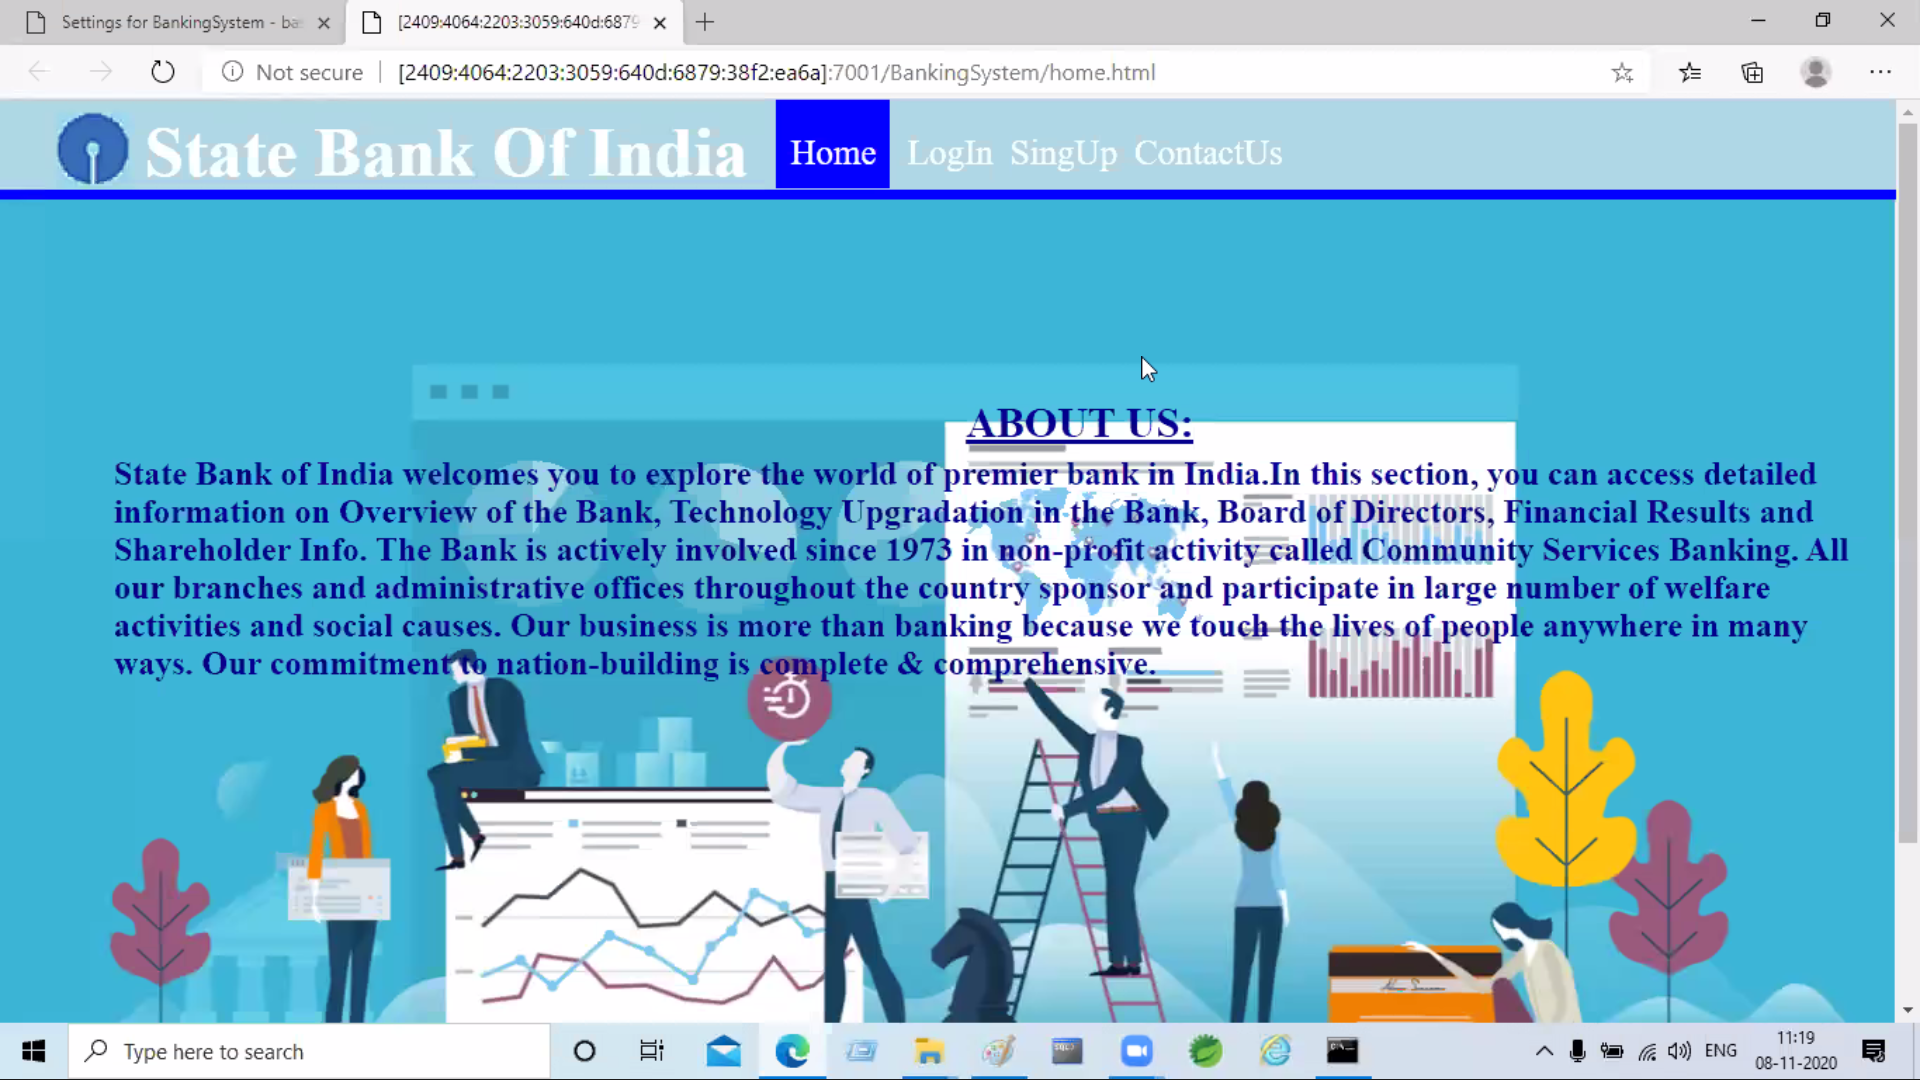 Settings for BankingSystem - ba
[2409:4064:2203:3059:640d:6879
Not secure
[2409:4064:2203:3059:640d:6879:38f2:ea6a]:7001/BankingSystem/home.html
State Bank Of India
Home LogIn SingUp ContactUs
ABOUT US:
State Bank of India welcomes you to explore the world of premier bank in India.In this section, you can access detailed
information on Overview of the Bank, Technology Upgradation in the Bank, Board of Directors, Financial Results and
Shareholder Info. The Bank is actively involved since 1973 in non-profit activity called Community Services Banking. All
our branches and administrative offices throughout the country sponsor and participate in large number of welfare
activities and social causes. Our business is more than banking because we touch the lives of people anywhere in many
ways. Our commitment to nation-building is complete & comprehensive.
Type here to search
ENG
11:19
08-11-2020